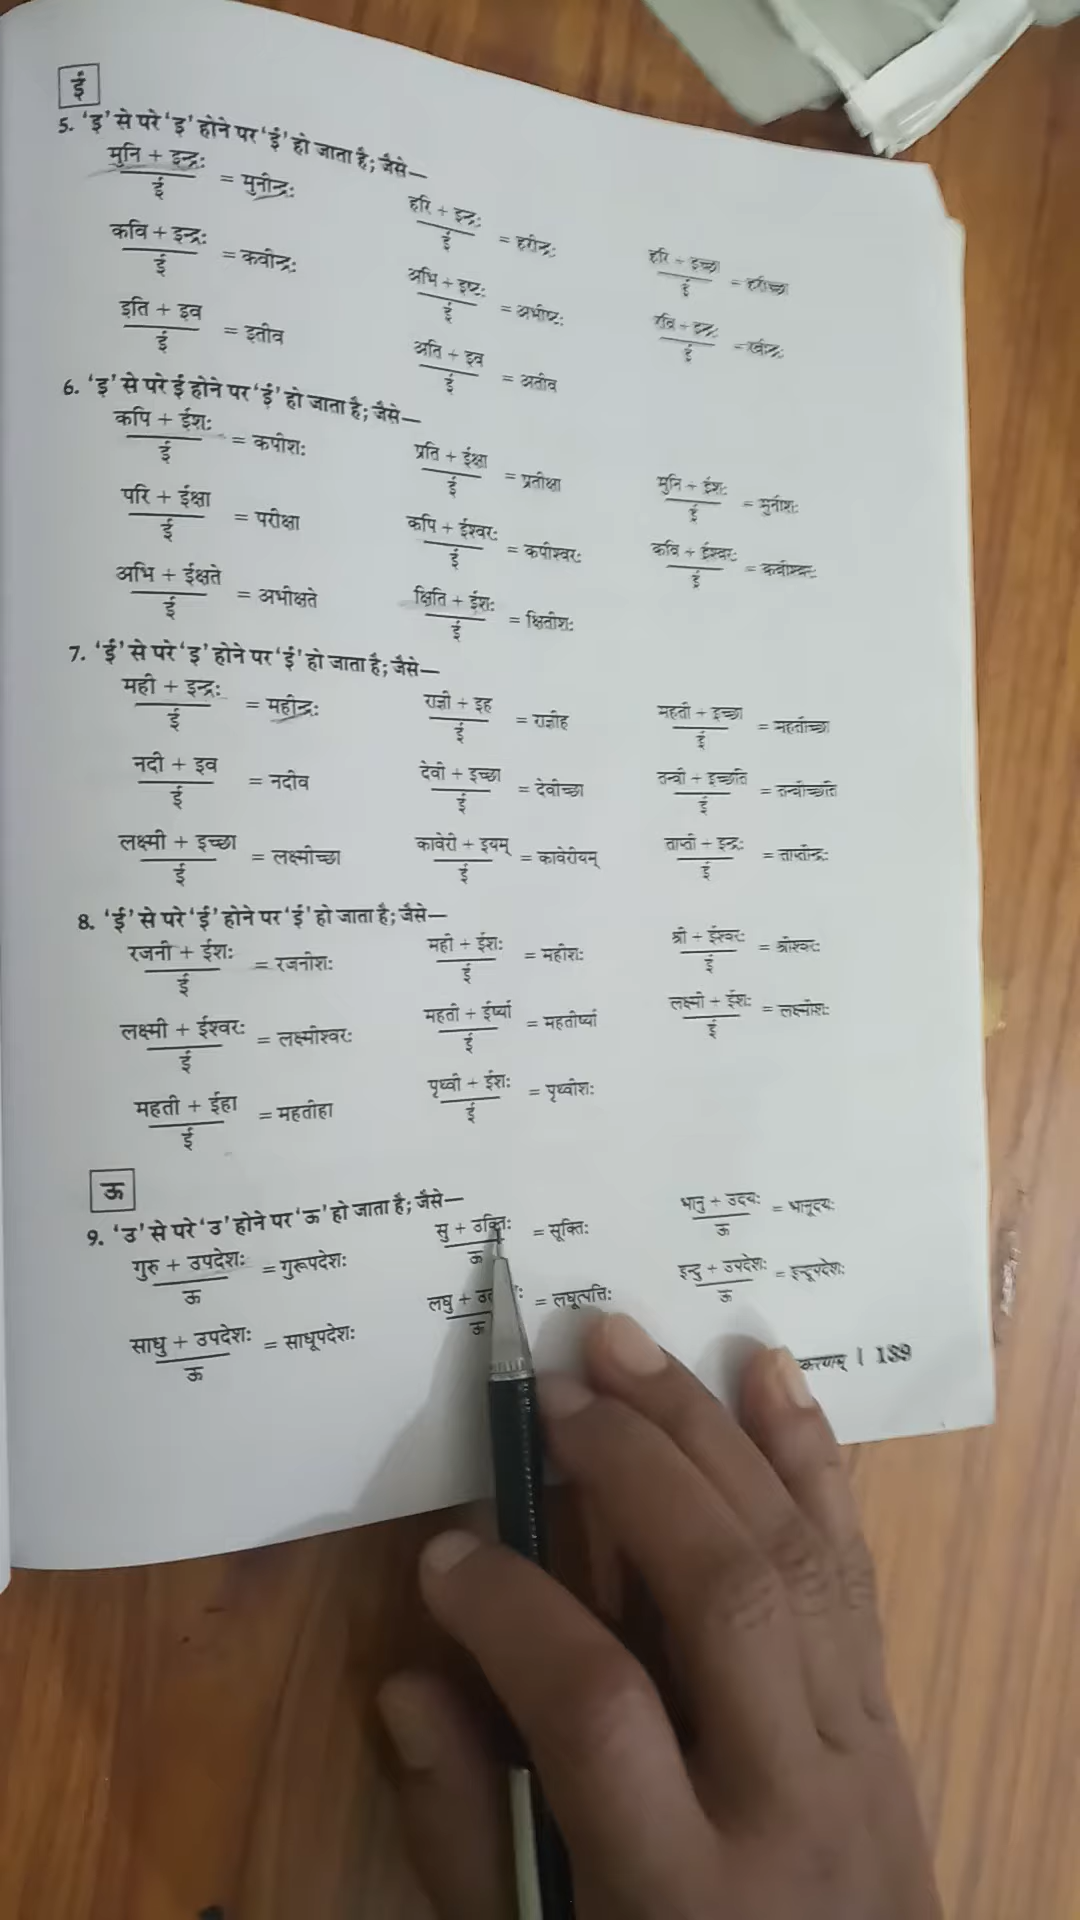 ई
5. 'इ' से परे 'इ' होने पर 'ई' हो जाता है; जैसे—
मुनि + इन्द्रः = मुनीन्द्रः हरि + इन्द्रः = हरीन्द्रः हरि + इच्छा = हरीच्छा
ई ई ई
कवि + इन्द्रः = कवीन्द्रः अभि + इष्टः = अभीष्टः रवि + इन्द्रः = रवीन्द्रः
ई ई ई
इति + इव = इतीव अति + इव = अतीव
ई ई
6. 'इ' से परे ई होने पर 'ई' हो जाता है; जैसे—
कपि + ईशः = कपीशः प्रति + ईक्षा = प्रतीक्षा मुनि + ईशः = मुनीशः
ई ई ई
परि + ईक्षा = परीक्षा कपि + ईश्वरः = कपीश्वरः कवि + ईश्वरः = कवीश्वरः
ई ई ई
अभि + ईक्षते = अभीक्षते क्षिति + ईशः = क्षितीशः
ई ई
7. 'ई' से परे 'इ' होने पर 'ई' हो जाता है; जैसे—
मही + इन्द्रः = महीन्द्रः राज्ञी + इह = राज्ञीह महती + इच्छा = महतीच्छा
ई ई ई
नदी + इव = नदीव देवी + इच्छा = देवीच्छा तन्वी + इच्छति = तन्वीच्छति
ई ई ई
लक्ष्मी + इच्छा = लक्ष्मीच्छा कावेरी + इयम् = कावेरीयम् ताप्ती + इन्द्रः = ताप्तीन्द्रः
ई ई ई
8. 'ई' से परे 'ई' होने पर 'ई' हो जाता है; जैसे—
रजनी + ईशः = रजनीशः मही + ईशः = महीशः श्री + ईश्वरः = श्रीश्वरः
ई ई ई
लक्ष्मी + ईश्वरः = लक्ष्मीश्वरः महती + ईर्ष्या = महतीर्ष्या लक्ष्मी + ईशः = लक्ष्मीशः
ई ई ई
महती + ईहा = महतीहा पृथ्वी + ईशः = पृथ्वीशः
ई ई
ऊ
9. 'उ' से परे 'उ' होने पर 'ऊ' हो जाता है; जैसे—
गुरु + उपदेशः = गुरूपदेशः सु + उक्तिः = सूक्तिः भानु + उदयः = भानूदयः
ऊ ऊ ऊ
साधु + उपदेशः = साधूपदेशः लघु + = लघूत्पत्तिः इन्दु + उपदेशः = इन्दूपदेशः
ऊ ऊ ऊ
| 139